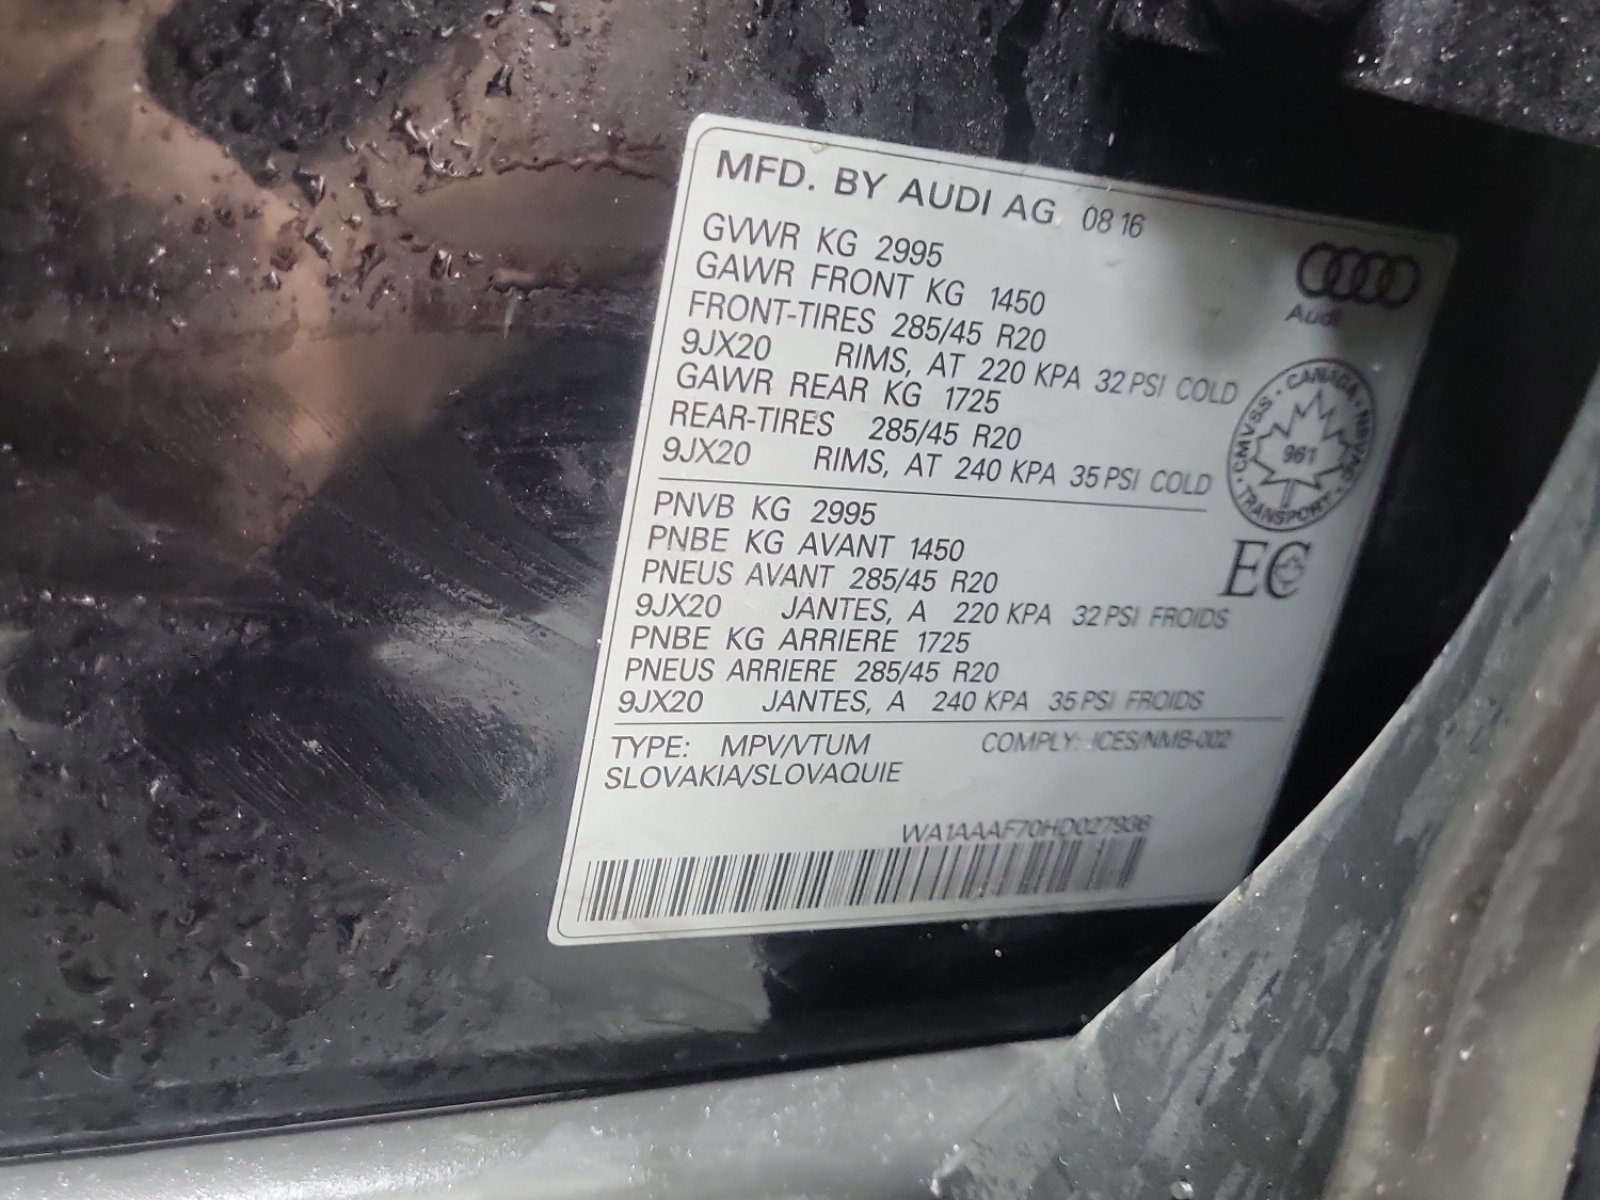 MFD. BY AUDI AG 08 16
GVWR KG 2995
GAWR FRONT KG 1450
FRONT-TIRES 285/45 R20
9JX20 RIMS, AT 220 KPA 32 PSI COLD
GAWR REAR KG 1725
REAR-TIRES 285/45 R20
9JX20 RIMS, AT 240 KPA 35 PSI COLD
Audi
CMVSS · CANADA · NSVAC · TRANSPORT ·
961
EC
PNVB KG 2995
PNBE KG AVANT 1450
PNEUS AVANT 285/45 R20
9JX20 JANTES, A 220 KPA 32 PSI FROIDS
PNBE KG ARRIERE 1725
PNEUS ARRIERE 285/45 R20
9JX20 JANTES, A 240 KPA 35 PSI FROIDS
TYPE: MPV/VTUM COMPLY: ICES/NMB-002
SLOVAKIA/SLOVAQUIE
WA1AAAF70HD027936